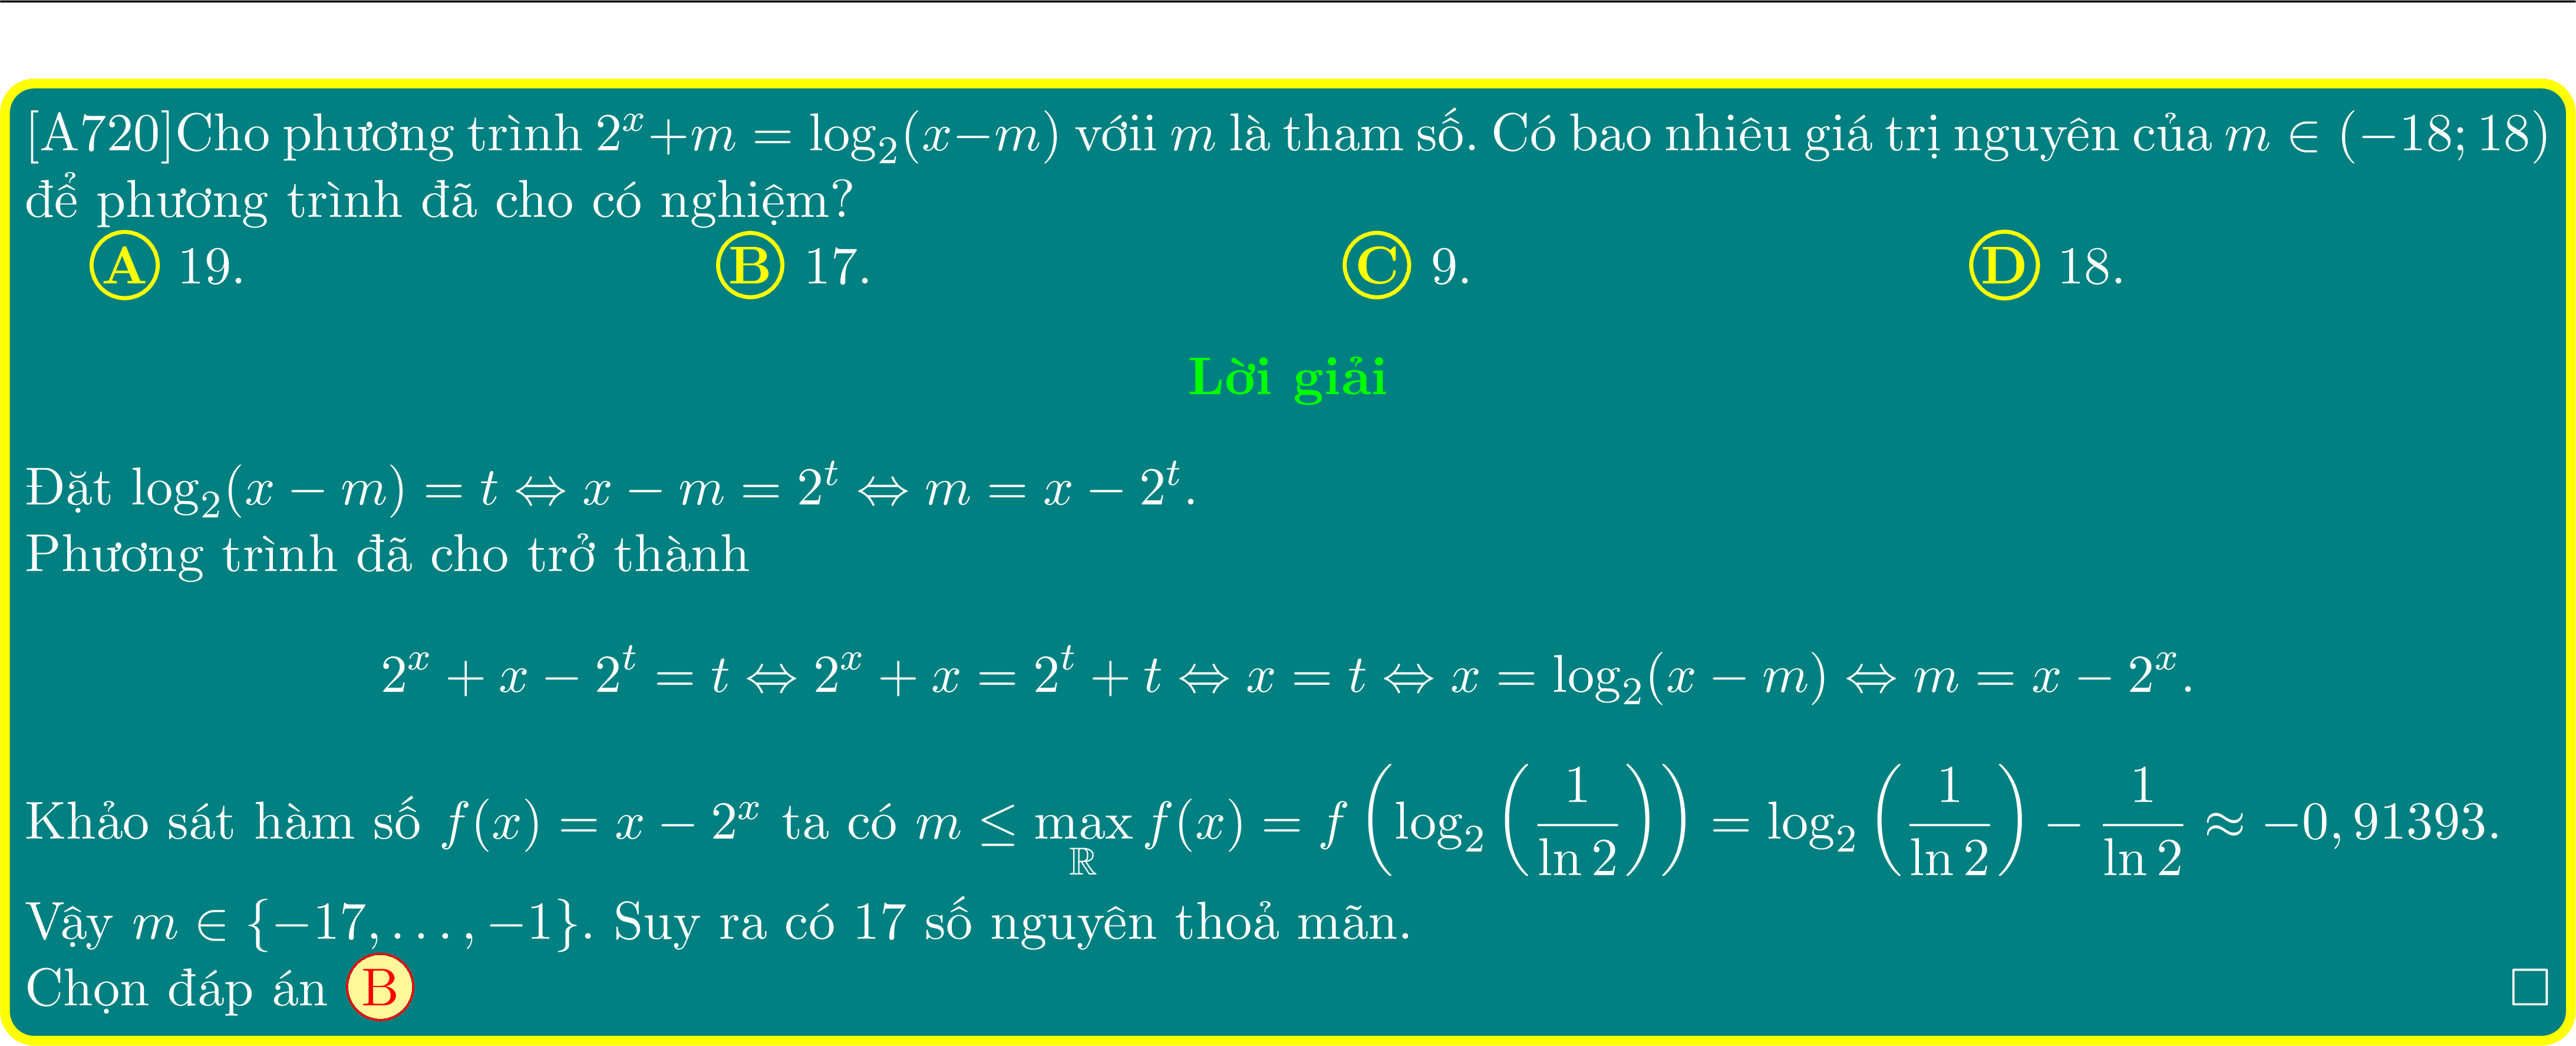 [A720]Cho phương trình $2^x+m = \log_2(x-m)$ vớii $m$ là tham số. Có bao nhiêu giá trị nguyên của $m \in (-18; 18)$
để phương trình đã cho có nghiệm?
Ⓐ 19. Ⓑ 17. Ⓒ 9. Ⓓ 18.
Lời giải
Đặt $\log_2(x - m) = t \Leftrightarrow x - m = 2^t \Leftrightarrow m = x - 2^t$.
Phương trình đã cho trở thành
$2^x + x - 2^t = t \Leftrightarrow 2^x + x = 2^t + t \Leftrightarrow x = t \Leftrightarrow x = \log_2(x - m) \Leftrightarrow m = x - 2^x.$
Khảo sát hàm số $f(x) = x - 2^x$ ta có $m \leq \max_{\mathbb{R}} f(x) = f\left(\log_2\left(\frac{1}{\ln 2}\right)\right) = \log_2\left(\frac{1}{\ln 2}\right) - \frac{1}{\ln 2} \approx -0,91393.$
Vậy $m \in \{-17, \ldots, -1\}$. Suy ra có 17 số nguyên thoả mãn.
Chọn đáp án Ⓑ □